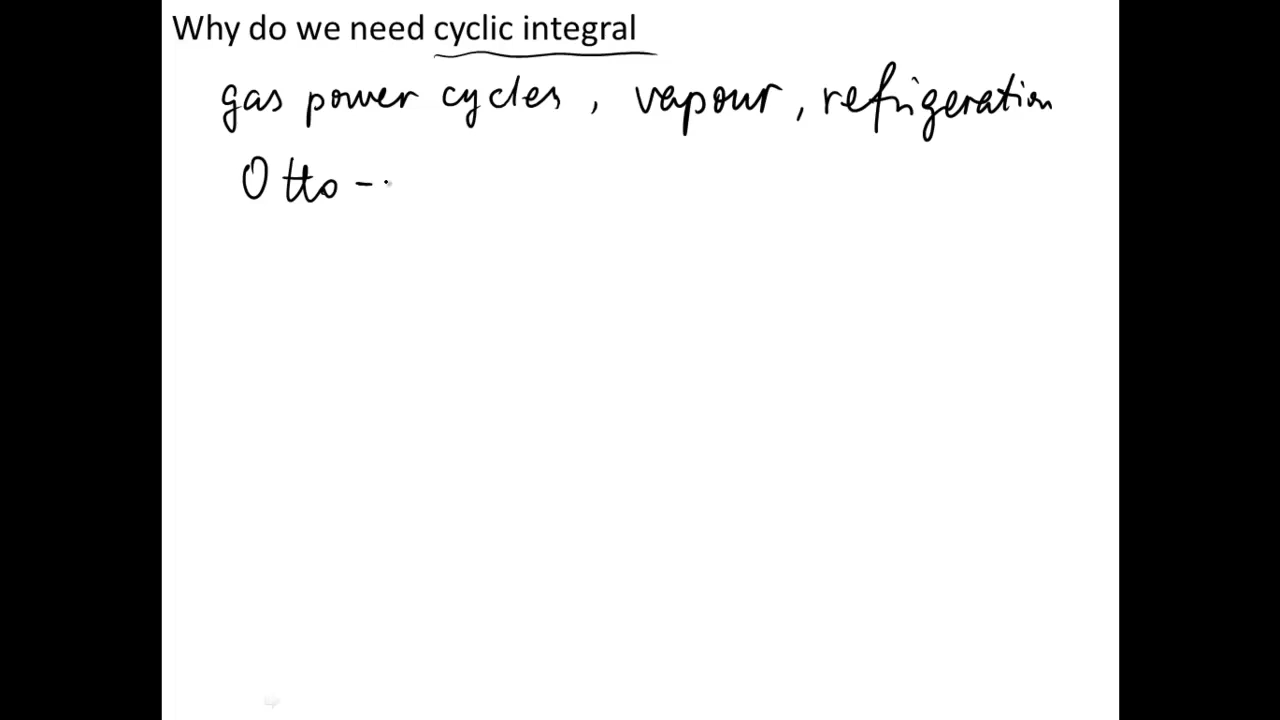 Why do we need cyclic integral
gas power cycles, vapour, refrigeration
Otto -